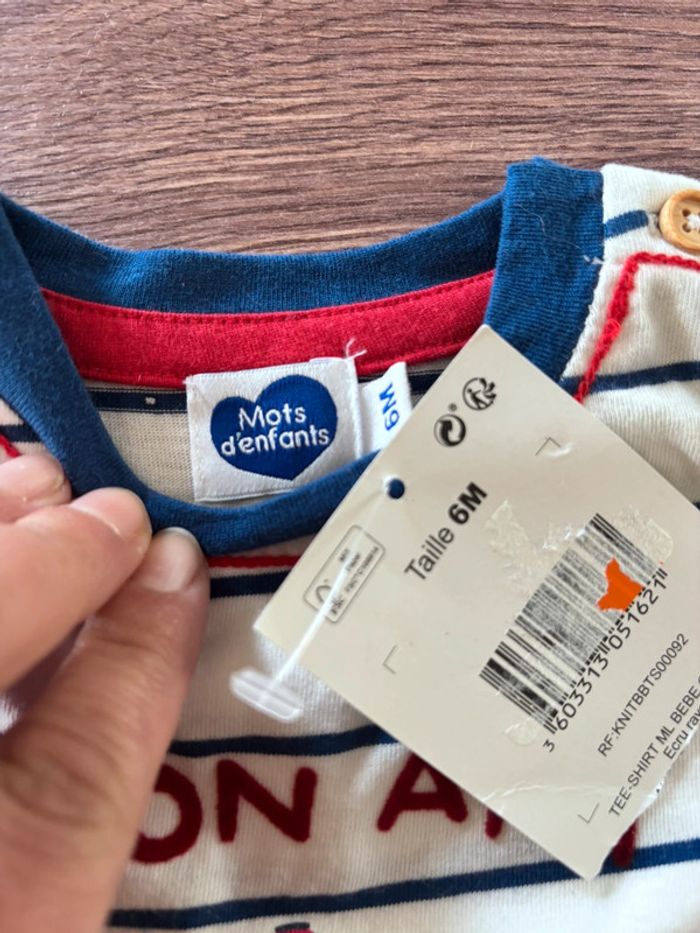 Mots
d'enfants
6M
Taille 6M
3 603313 051621
RF:KNITBBTS00092
TEE-SHIRT ML BEBE
Ecru ray
ON A